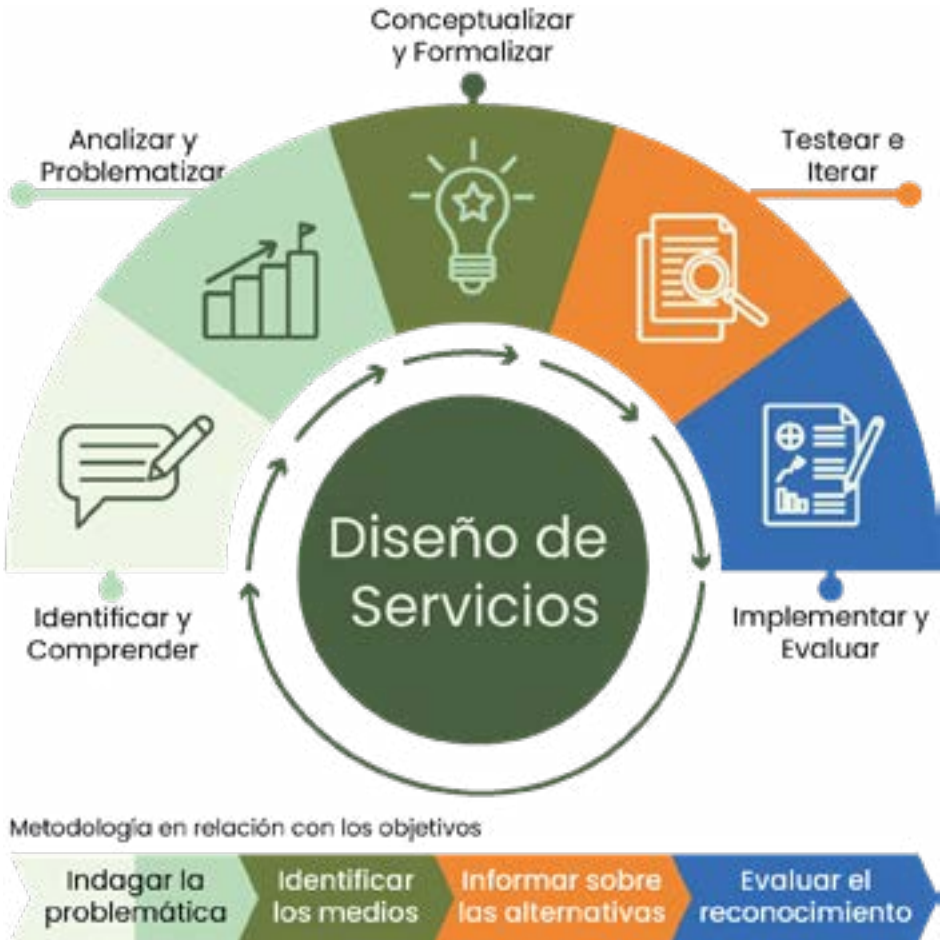 Conceptualizar
y Formalizar
Analizar y
Problematizar
Testear e
Iterar
Diseño de
Servicios
Identificar y
Comprender
Implementar y
Evaluar
Metodología en relación con los objetivos
Indagar la
problemática
Identificar
los medios
Informar sobre
las alternativas
Evaluar el
reconocimiento